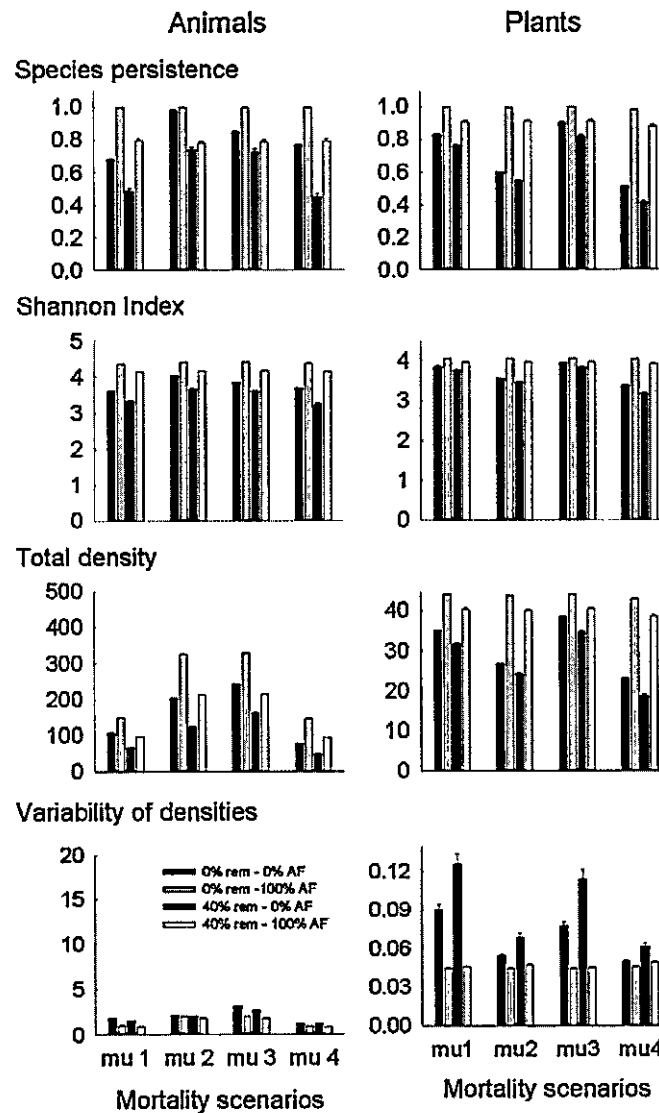 Animals Plants
Species persistence
1.0 1.0
0.8 0.8
0.6 0.6
0.4 0.4
0.2 0.2
0.0 0.0
Shannon Index
5
4 4
3 3
2 2
1 1
0 0
Total density
500
400 40
300 30
200 20
100 10
0 0
Variability of densities
20
15 0.12
10 0.09
5 0.06
0.03
0 0.00
0% rem - 0% AF
0% rem -100% AF
40% rem - 0% AF
40% rem - 100% AF
mu 1 mu 2 mu 3 mu 4 mu1 mu2 mu3 mu4
Mortality scenarios Mortality scenarios